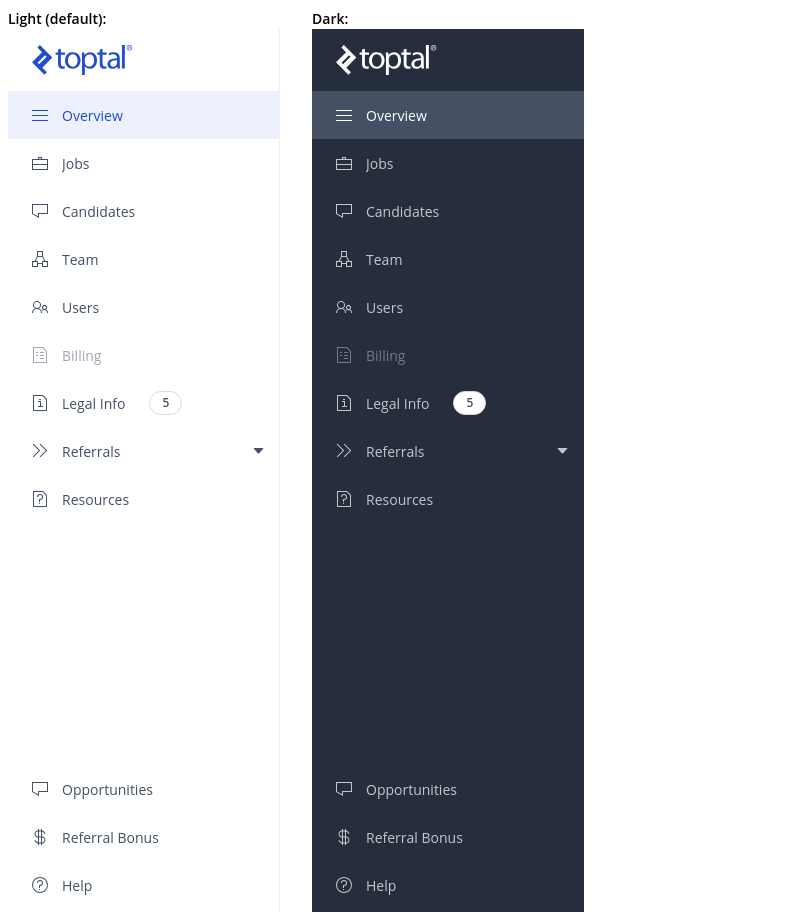 Light (default):
toptal®
Overview
Jobs
Candidates
Team
Users
Billing
Legal Info 5
Referrals
Resources
Opportunities
Referral Bonus
Help
Dark:
toptal®
Overview
Jobs
Candidates
Team
Users
Billing
Legal Info 5
Referrals
Resources
Opportunities
Referral Bonus
Help